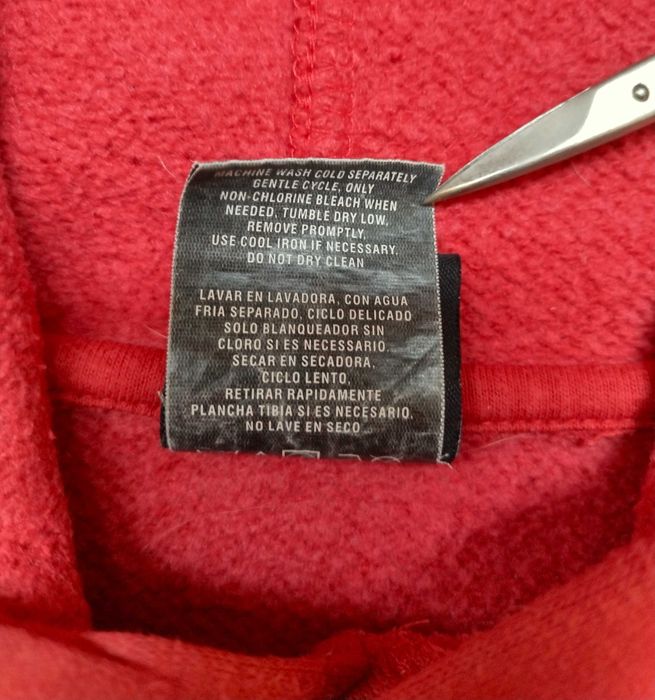 MACHINE WASH COLD SEPARATELY
GENTLE CYCLE, ONLY
NON-CHLORINE BLEACH WHEN
NEEDED, TUMBLE DRY LOW,
REMOVE PROMPTLY,
USE COOL IRON IF NECESSARY.
DO NOT DRY CLEAN
LAVAR EN LAVADORA, CON AGUA
FRIA SEPARADO, CICLO DELICADO
SOLO BLANQUEADOR SIN
CLORO SI ES NECESARIO.
SECAR EN SECADORA,
CICLO LENTO,
RETIRAR RAPIDAMENTE
PLANCHA TIBIA SI ES NECESARIO,
NO LAVE EN SECO